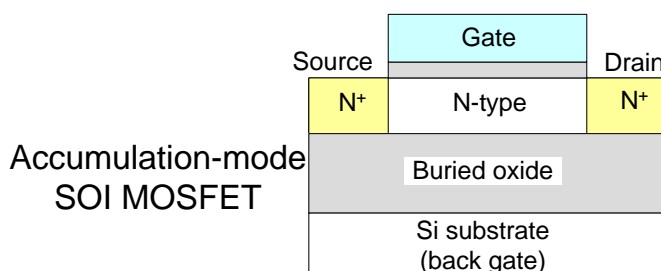 Gate
Source
Drain
N+
N-type
N+
Accumulation-mode
SOI MOSFET
Buried oxide
Si substrate
(back gate)